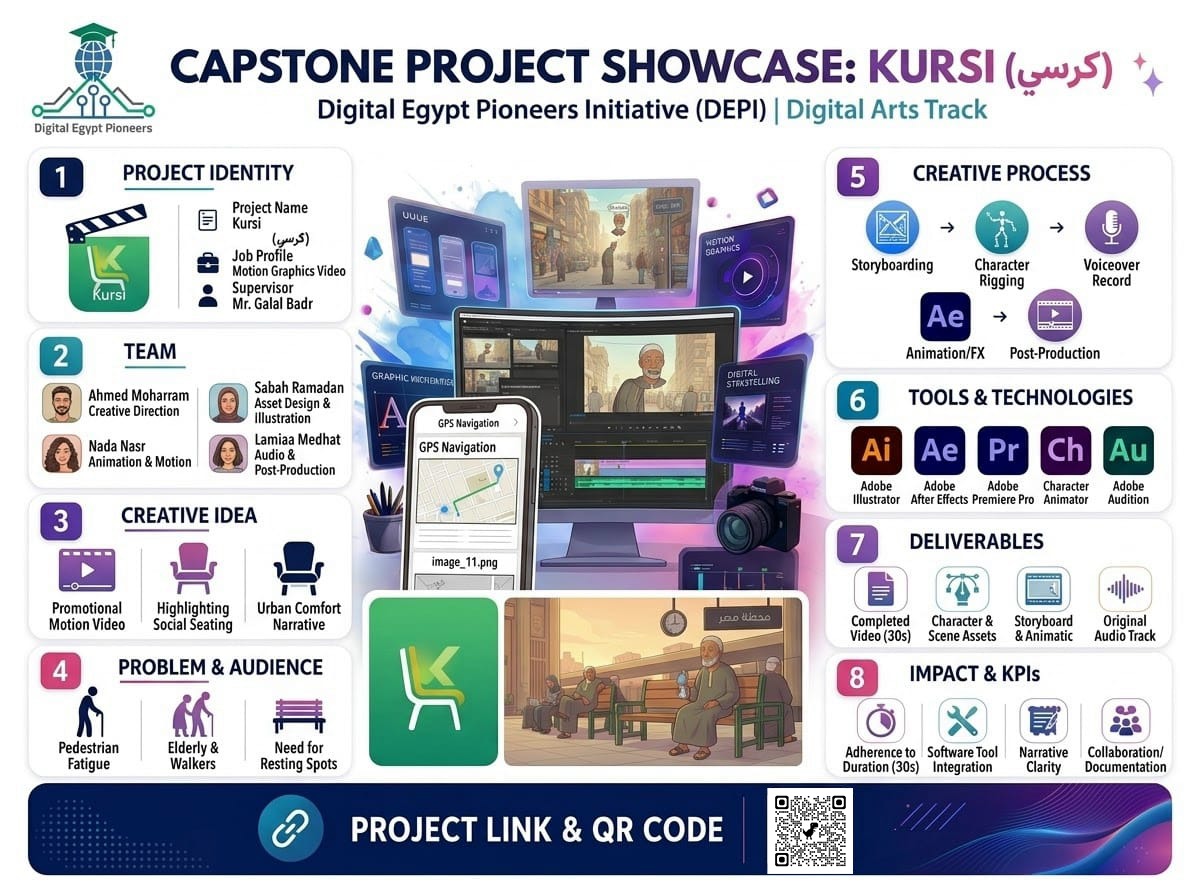 CAPSTONE PROJECT SHOWCASE: KURSI (كرسي)
Digital Egypt Pioneers Initiative (DEPI) | Digital Arts Track
Digital Egypt Pioneers
1
PROJECT IDENTITY
Kursi
Project Name
Kursi
(كرسي)
Job Profile
Motion Graphics Video
Supervisor
Mr. Galal Badr
2
TEAM
Ahmed Moharram
Creative Direction
Sabah Ramadan
Asset Design &
Illustration
Nada Nasr
Animation & Motion
Lamiaa Medhat
Audio &
Post-Production
3
CREATIVE IDEA
Promotional
Motion Video
Highlighting
Social Seating
Urban Comfort
Narrative
4
PROBLEM & AUDIENCE
Pedestrian
Fatigue
Elderly &
Walkers
Need for
Resting Spots
UUUE
GRAPHICS
GRAPHIC
A
DIGITAL
GPS Navigation
GPS Navigation
image_11.png
محطة مصر
5
CREATIVE PROCESS
Storyboarding
Character
Rigging
Voiceover
Record
Ae
Animation/FX
Post-Production
6
TOOLS & TECHNOLOGIES
Ai
Ae
Pr
Ch
Au
Adobe
Illustrator
Adobe
After Effects
Adobe
Premiere Pro
Character
Animator
Adobe
Audition
7
DELIVERABLES
Completed
Video (30s)
Character &
Scene Assets
Storyboard
& Animatic
Original
Audio Track
8
IMPACT & KPIs
Adherence to
Duration (30s)
Software Tool
Integration
Narrative
Clarity
Collaboration/
Documentation
PROJECT LINK & QR CODE